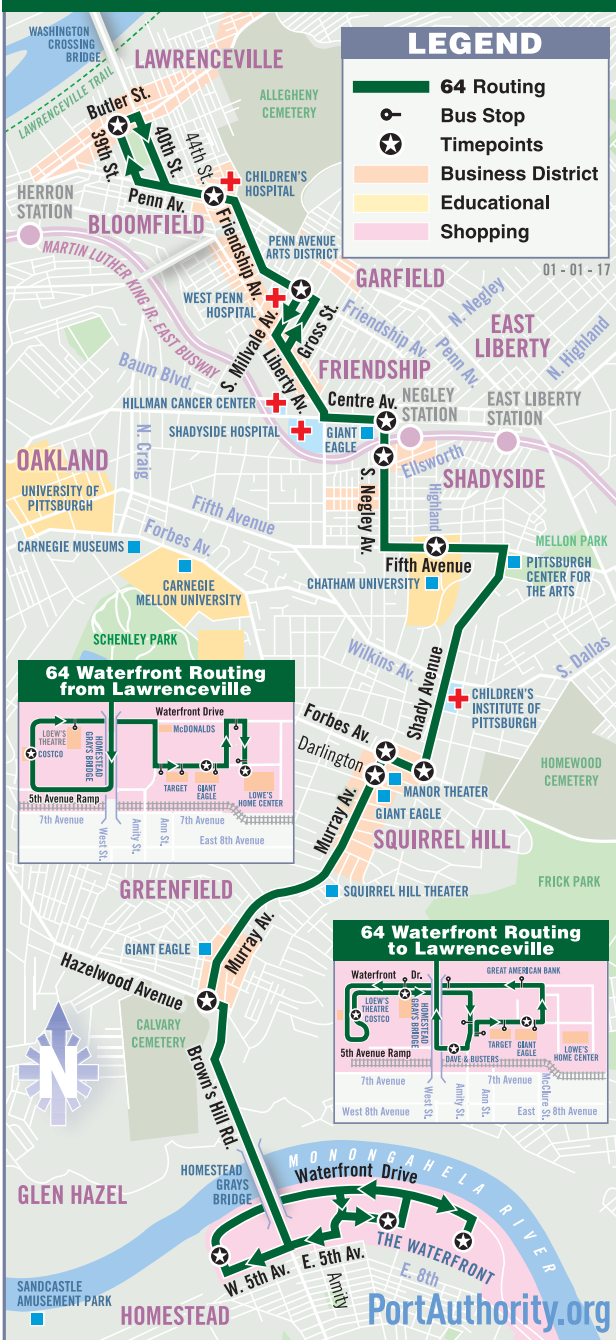 WASHINGTON
CROSSING
BRIDGE
LAWRENCEVILLE
LAWRENCEVILLE TRAIL
Butler St.
39th St.
40th St.
44th St.
ALLEGHENY
CEMETERY
LEGEND
64 Routing
Bus Stop
Timepoints
Business District
Educational
Shopping
01 - 01 - 17
CHILDREN'S
HOSPITAL
HERRON
STATION
Penn Av.
BLOOMFIELD
Friendship Av.
PENN AVENUE
ARTS DISTRICT
GARFIELD
MARTIN LUTHER KING JR. EAST BUSWAY
WEST PENN
HOSPITAL
S. Millvale Av.
Gross St.
Friendship Av.
N. Negley
Penn Av.
EAST
LIBERTY
N. Highland
Baum Blvd.
Liberty Av.
FRIENDSHIP
HILLMAN CANCER CENTER
Centre Av.
NEGLEY
STATION
EAST LIBERTY
STATION
SHADYSIDE HOSPITAL
GIANT
EAGLE
N. Craig
Ellsworth
OAKLAND
SHADYSIDE
UNIVERSITY OF
PITTSBURGH
S. Negley Av.
Highland
Fifth Avenue
Forbes Av.
CARNEGIE MUSEUMS
Fifth Avenue
MELLON PARK
PITTSBURGH
CENTER FOR
THE ARTS
CARNEGIE
MELLON UNIVERSITY
CHATHAM UNIVERSITY
SCHENLEY PARK
Wilkins Av.
Shady Avenue
S. Dallas
64 Waterfront Routing
from Lawrenceville
Waterfront Drive
LOEW'S
THEATRE
COSTCO
HOMESTEAD
GRAYS BRIDGE
McDONALDS
TARGET
GIANT
EAGLE
LOWE'S
HOME CENTER
5th Avenue Ramp
7th Avenue
West St.
Amity St.
Ann St.
7th Avenue
East 8th Avenue
CHILDREN'S
INSTITUTE OF
PITTSBURGH
Forbes Av.
Darlington
HOMEWOOD
CEMETERY
MANOR THEATER
GIANT EAGLE
Murray Av.
SQUIRREL HILL
GREENFIELD
SQUIRREL HILL THEATER
FRICK PARK
GIANT EAGLE
Murray Av.
Hazelwood Avenue
CALVARY
CEMETERY
64 Waterfront Routing
to Lawrenceville
Waterfront
Dr.
GREAT AMERICAN BANK
LOEW'S
THEATRE
COSTCO
HOMESTEAD
GRAYS BRIDGE
TARGET
GIANT
EAGLE
LOWE'S
HOME CENTER
5th Avenue Ramp
DAVE & BUSTERS
7th Avenue
7th Avenue
West St.
Amity St.
Ann St.
McClure St.
West 8th Avenue
East
8th Avenue
N
Brown's Hill Rd.
HOMESTEAD
GRAYS
BRIDGE
MONONGAHELA RIVER
Waterfront Drive
GLEN HAZEL
THE WATERFRONT
W. 5th Av.
E. 5th Av.
Amity
E. 8th
SANDCASTLE
AMUSEMENT PARK
HOMESTEAD
PortAuthority.org